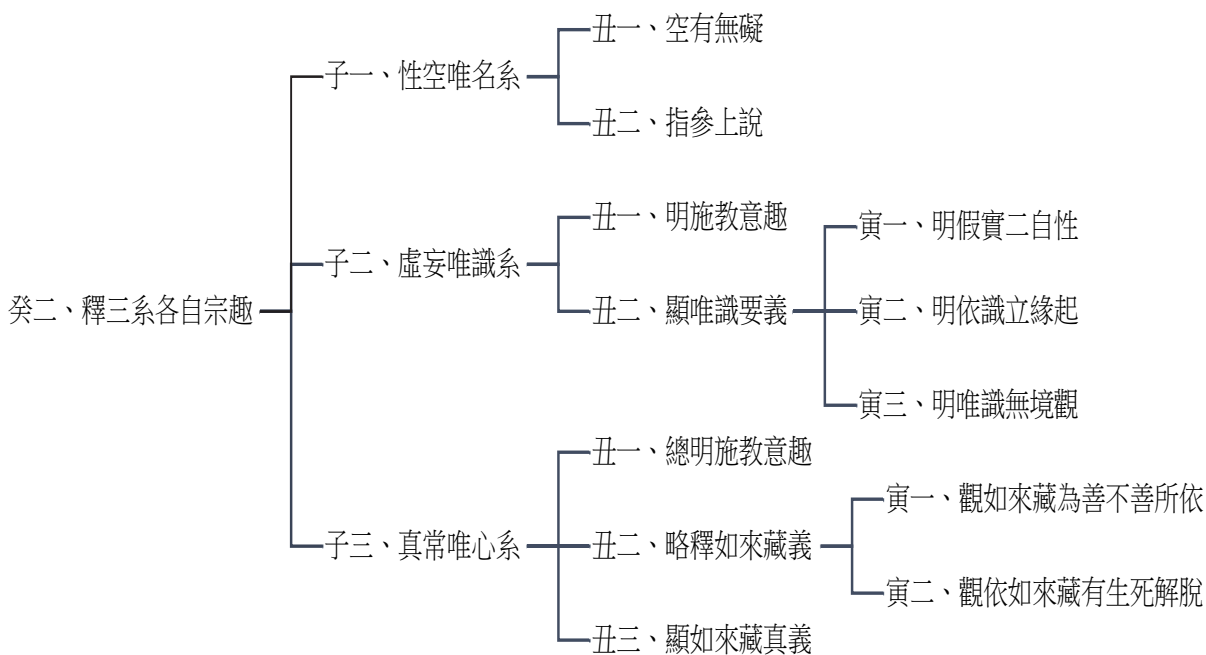 癸二、釋三系各自宗趣
子一、性空唯名系
丑一、空有無礙
丑二、指參上說
子二、虛妄唯識系
丑一、明施教意趣
丑二、顯唯識要義
寅一、明假實二自性
寅二、明依識立緣起
寅三、明唯識無境觀
子三、真常唯心系
丑一、總明施教意趣
丑二、略釋如來藏義
寅一、觀如來藏為善不善所依
寅二、觀依如來藏有生死解脫
丑三、顯如來藏真義